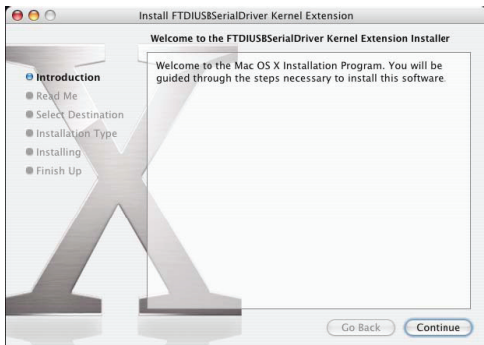 Install FTDIUSBSerialDriver Kernel Extension
Welcome to the FTDIUSBSerialDriver Kernel Extension Installer
Introduction
Read Me
Select Destination
Installation Type
Installing
Finish Up
Welcome to the Mac OS X Installation Program. You will be
guided through the steps necessary to install this software.
Go Back
Continue